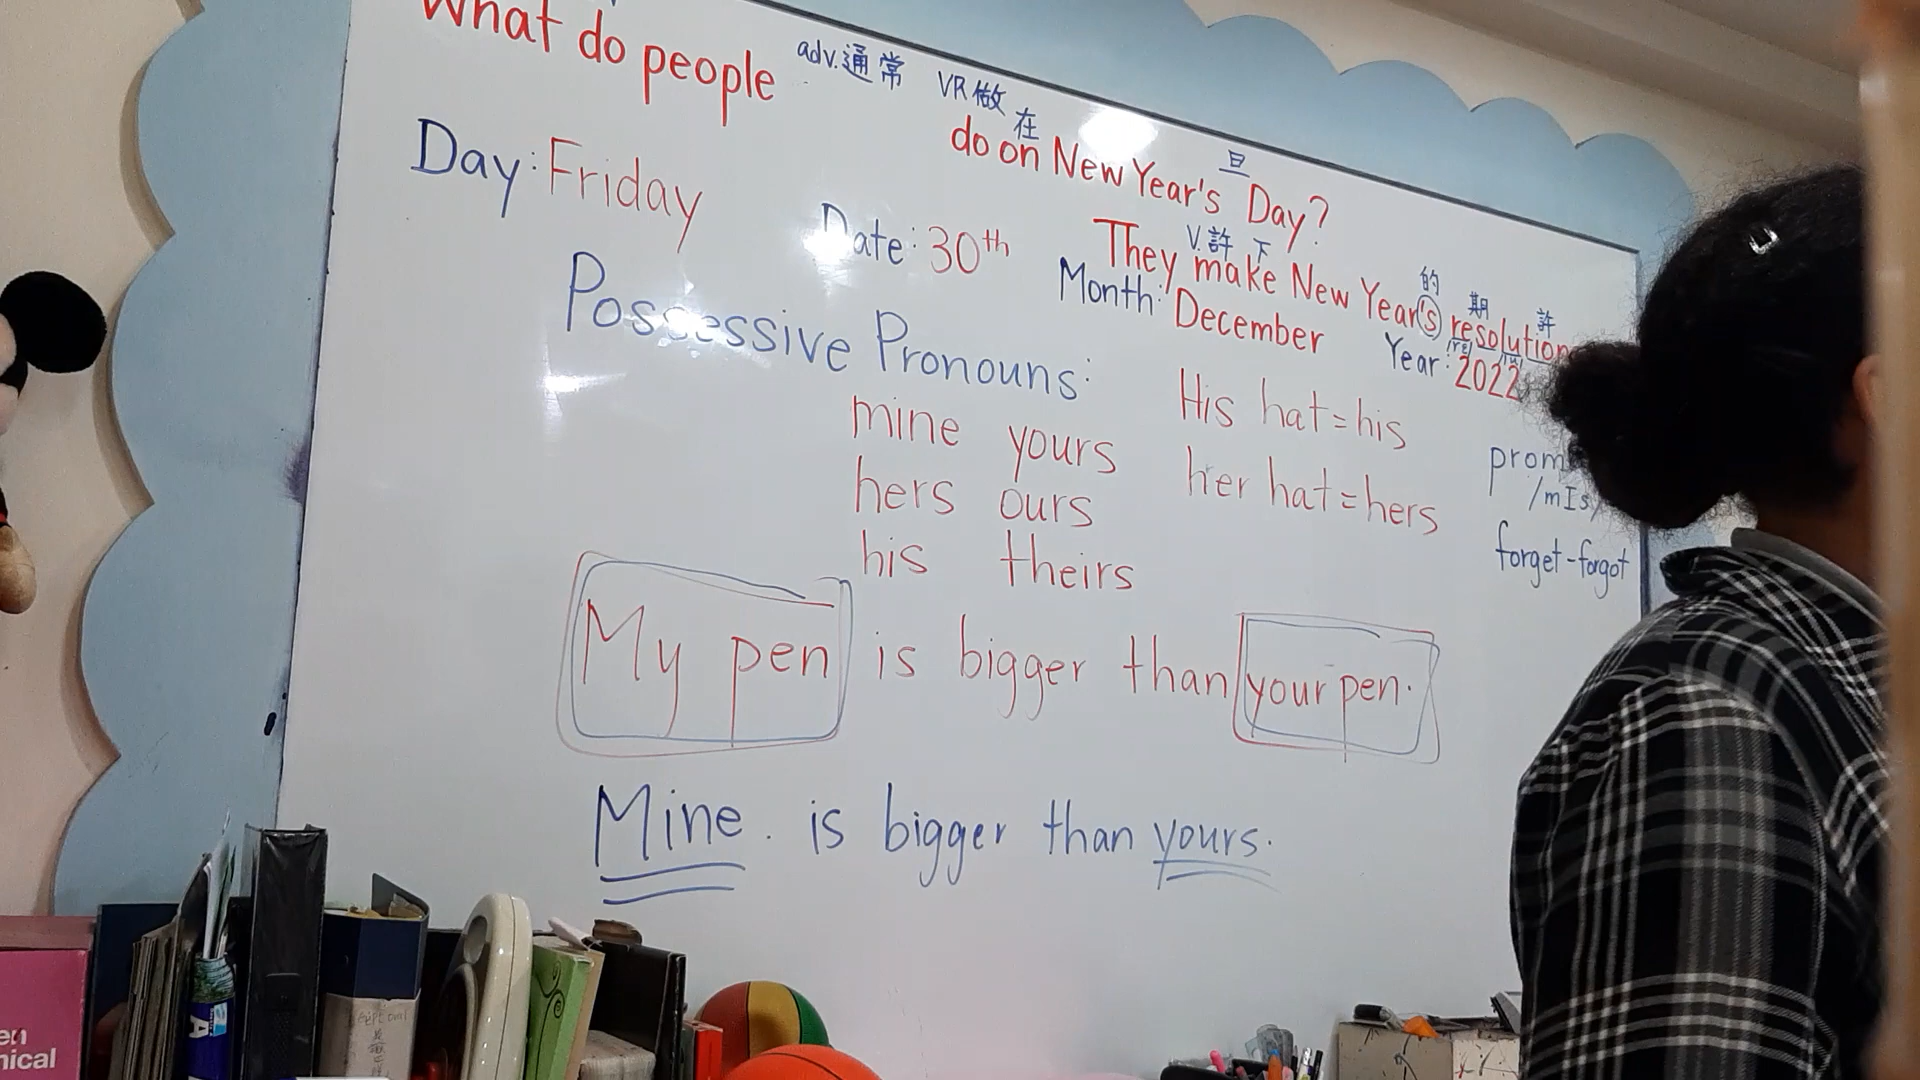 What do people
adv.通常 VR做 在 旦
do on New Year's Day?
Day: Friday Date: 30th Month: December Year: 2022
V.許下 的 期 許
They make New Year's resolution
Possessive Pronouns:
mine yours
hers ours
his theirs
His hat=his
her hat=hers
forget-forgot
My pen is bigger than your pen.
Mine. is bigger than yours.
A